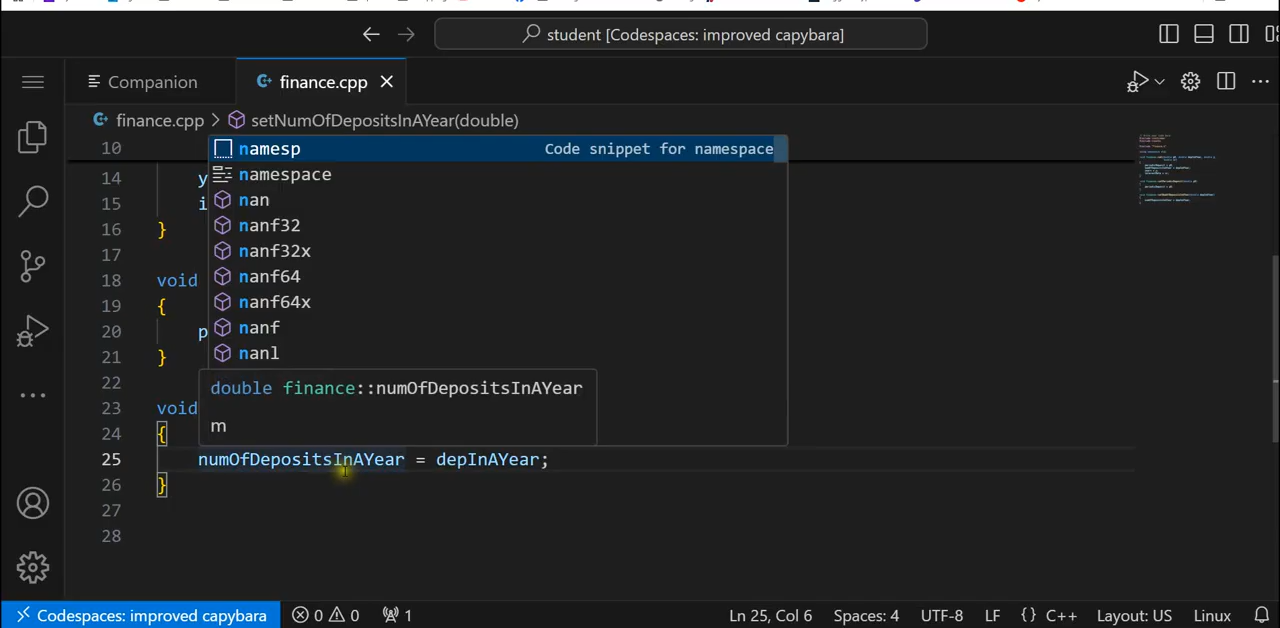 student [Codespaces: improved capybara]
Companion
finance.cpp
finance.cpp > setNumOfDepositsInAYear(double)
10
namesp Code snippet for namespace
14 y
namespace
15 i
nan
16 }
nanf32
17
nanf32x
18 void
nanf64
19 {
nanf64x
20 p
nanf
21 }
nanl
22
double finance::numOfDepositsInAYear
23 void
m
24 {
25 numOfDepositsInAYear = depInAYear;
26 }
27
28
Codespaces: improved capybara 0 0 1 Ln 25, Col 6 Spaces: 4 UTF-8 LF {} C++ Layout: US Linux